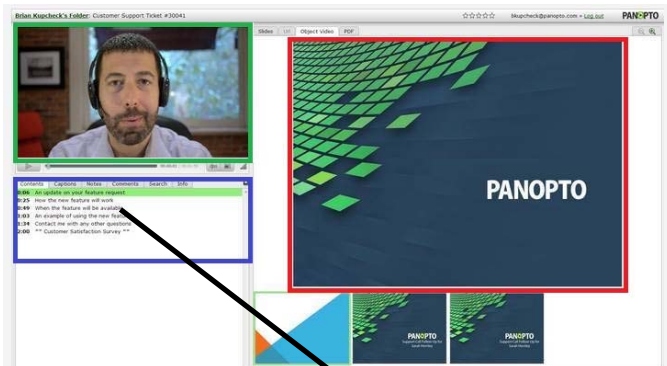 Brian Kupcheck's Folder: Customer Support Ticket #30041
bkupcheck@panopto.com • Log out
PANOPTO
Slides
Object video
PDF
Contents
Captions
Notes
Comments
Search
Info
0:06 An update on your feature request
0:25 How the new feature will work
0:49 When the feature will be available
1:03 An example of using the new
1:34 Contact me with any other questions
2:00 ** Customer Satisfaction Survey **
PANOPTO
PANOPTO
PANOPTO